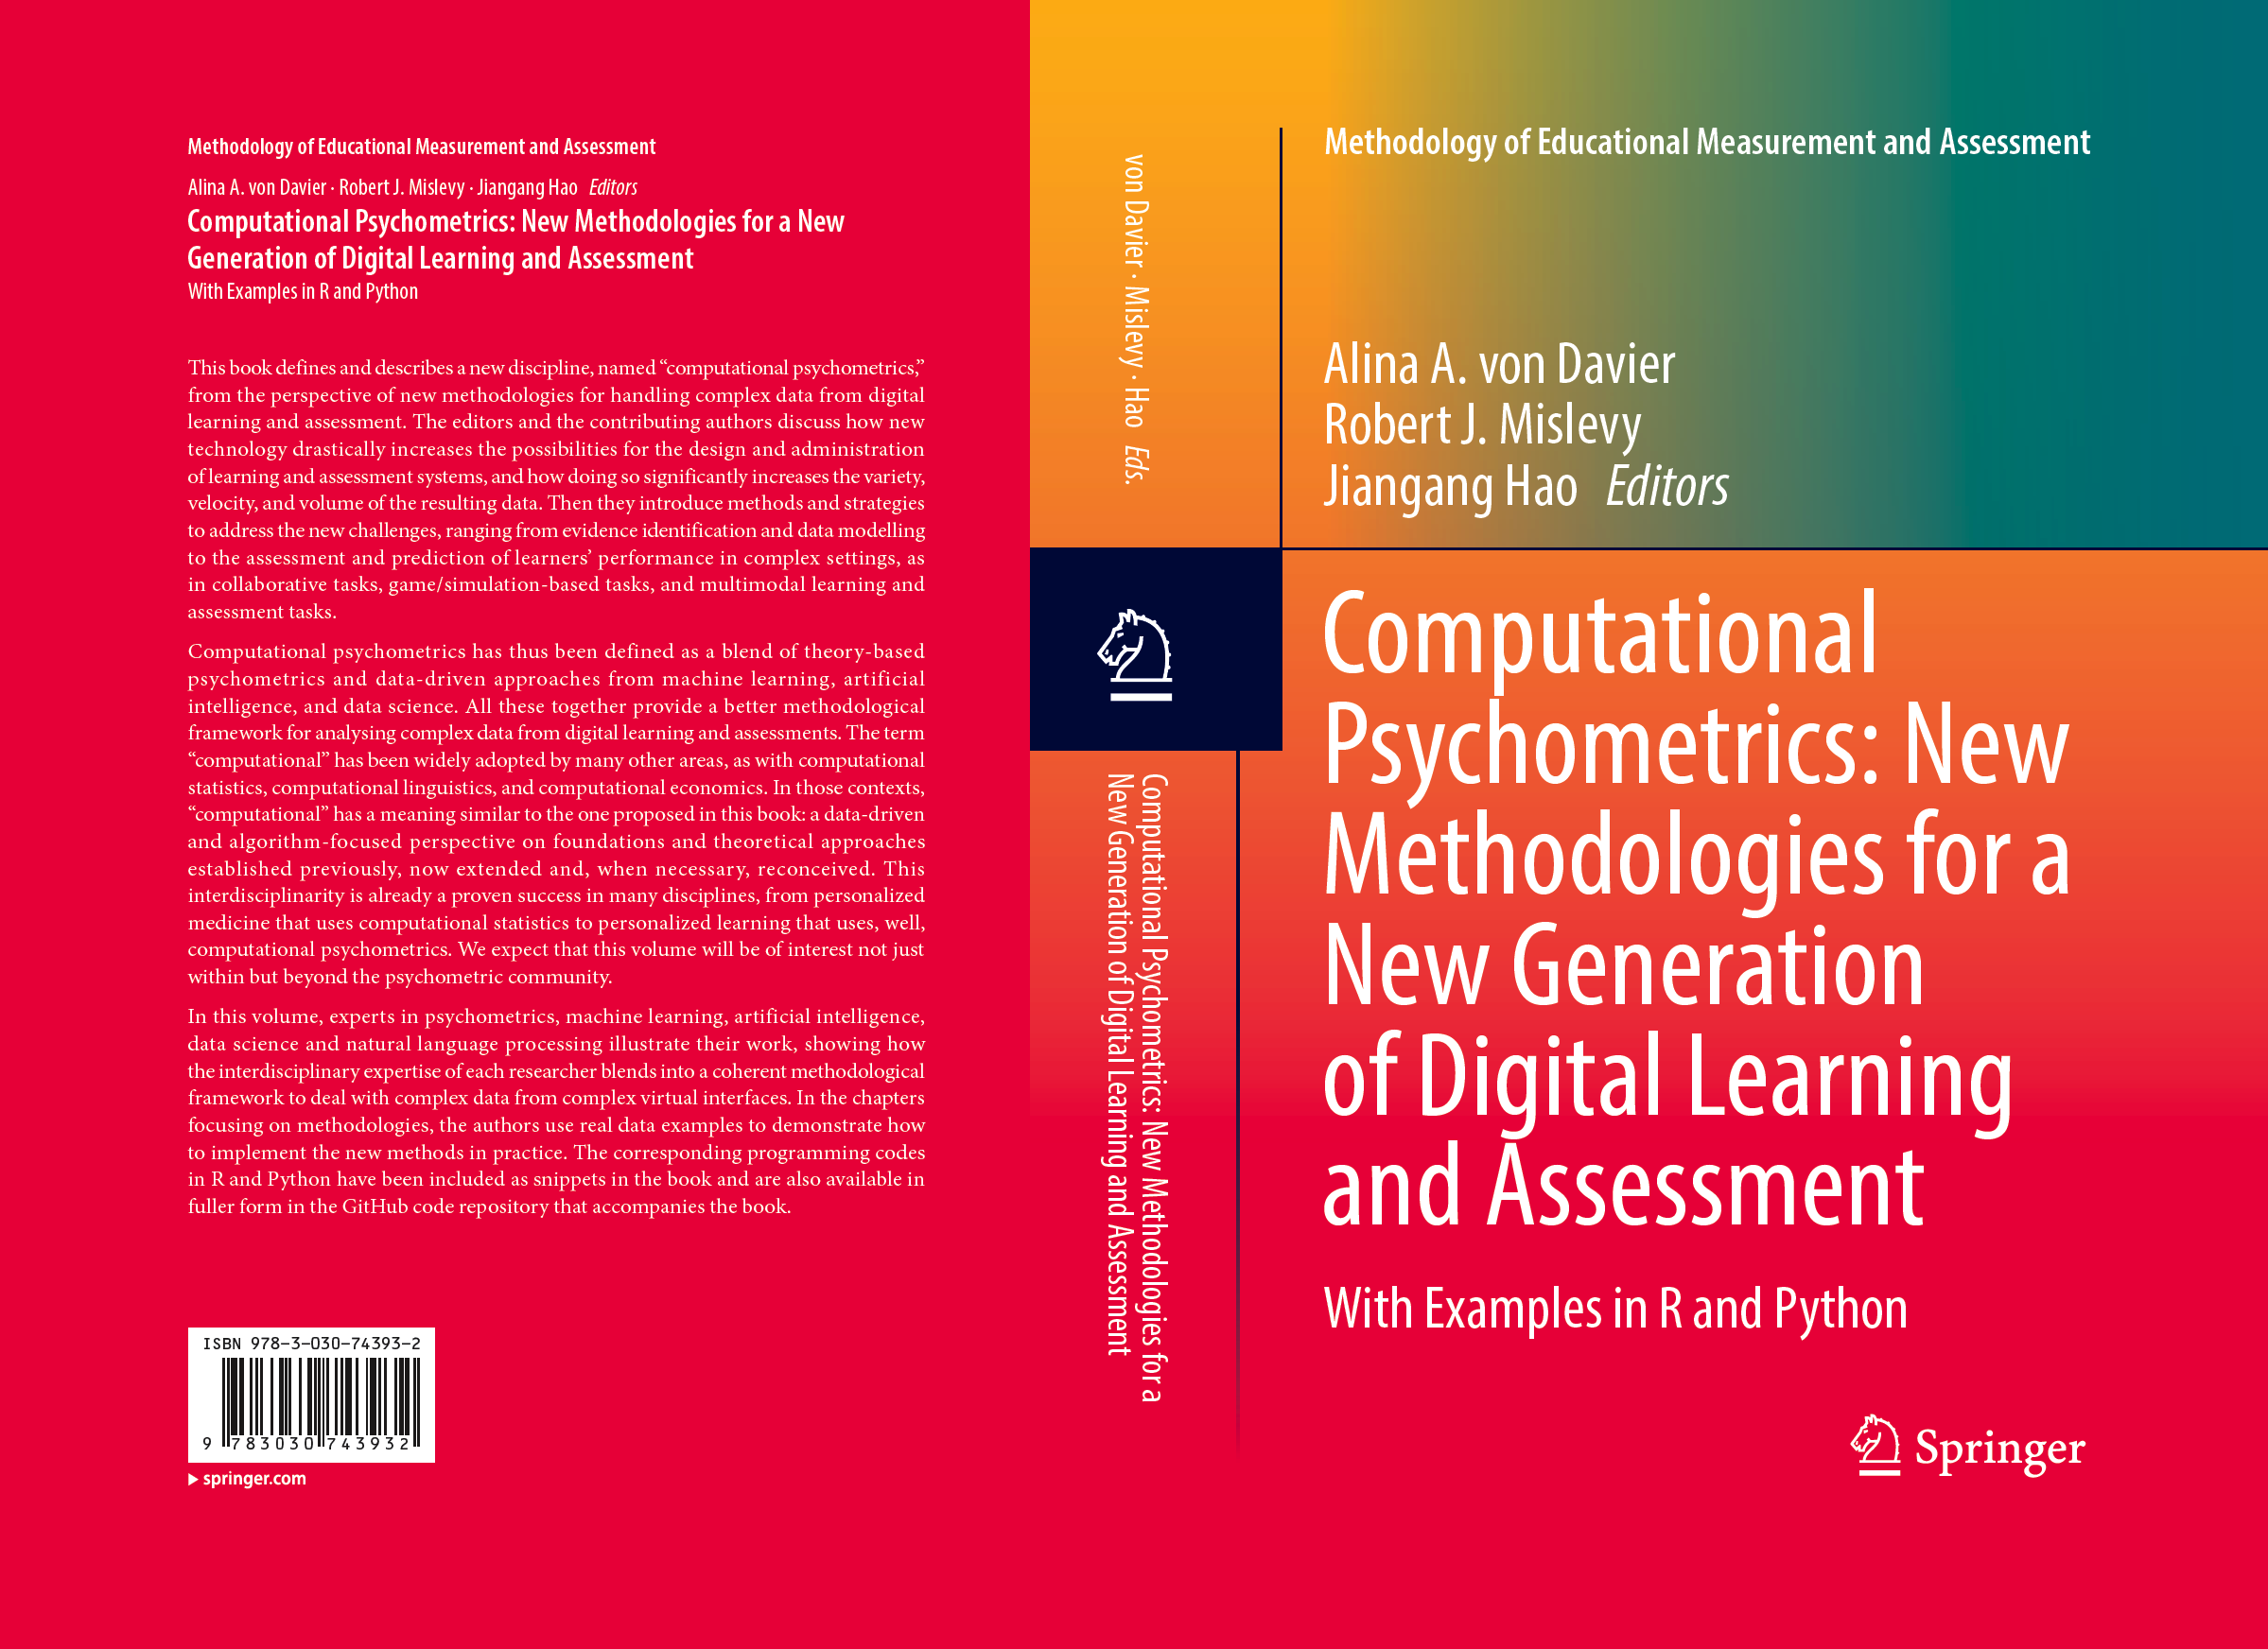 Methodology of Educational Measurement and Assessment
Alina A. von Davier · Robert J. Mislevy · Jiangang Hao Editors
Computational Psychometrics: New Methodologies for a New
Generation of Digital Learning and Assessment
With Examples in R and Python
This book defines and describes a new discipline, named “computational psychometrics,”
from the perspective of new methodologies for handling complex data from digital
learning and assessment. The editors and the contributing authors discuss how new
technology drastically increases the possibilities for the design and administration
of learning and assessment systems, and how doing so significantly increases the variety,
velocity, and volume of the resulting data. Then they introduce methods and strategies
to address the new challenges, ranging from evidence identification and data modelling
to the assessment and prediction of learners’ performance in complex settings, as
in collaborative tasks, game/simulation-based tasks, and multimodal learning and
assessment tasks.
Computational psychometrics has thus been defined as a blend of theory-based
psychometrics and data-driven approaches from machine learning, artificial
intelligence, and data science. All these together provide a better methodological
framework for analysing complex data from digital learning and assessments. The term
“computational” has been widely adopted by many other areas, as with computational
statistics, computational linguistics, and computational economics. In those contexts,
“computational” has a meaning similar to the one proposed in this book: a data-driven
and algorithm-focused perspective on foundations and theoretical approaches
established previously, now extended and, when necessary, reconceived. This
interdisciplinarity is already a proven success in many disciplines, from personalized
medicine that uses computational statistics to personalized learning that uses, well,
computational psychometrics. We expect that this volume will be of interest not just
within but beyond the psychometric community.
In this volume, experts in psychometrics, machine learning, artificial intelligence,
data science and natural language processing illustrate their work, showing how
the interdisciplinary expertise of each researcher blends into a coherent methodological
framework to deal with complex data from complex virtual interfaces. In the chapters
focusing on methodologies, the authors use real data examples to demonstrate how
to implement the new methods in practice. The corresponding programming codes
in R and Python have been included as snippets in the book and are also available in
fuller form in the GitHub code repository that accompanies the book.
ISBN 978-3-030-74393-2
9 783030 743932
springer.com
von Davier · Mislevy · Hao Eds.
Computational Psychometrics: New Methodologies for a
New Generation of Digital Learning and Assessment
Methodology of Educational Measurement and Assessment
Alina A. von Davier
Robert J. Mislevy
Jiangang Hao Editors
Computational
Psychometrics: New
Methodologies for a
New Generation
of Digital Learning
and Assessment
With Examples in R and Python
Springer